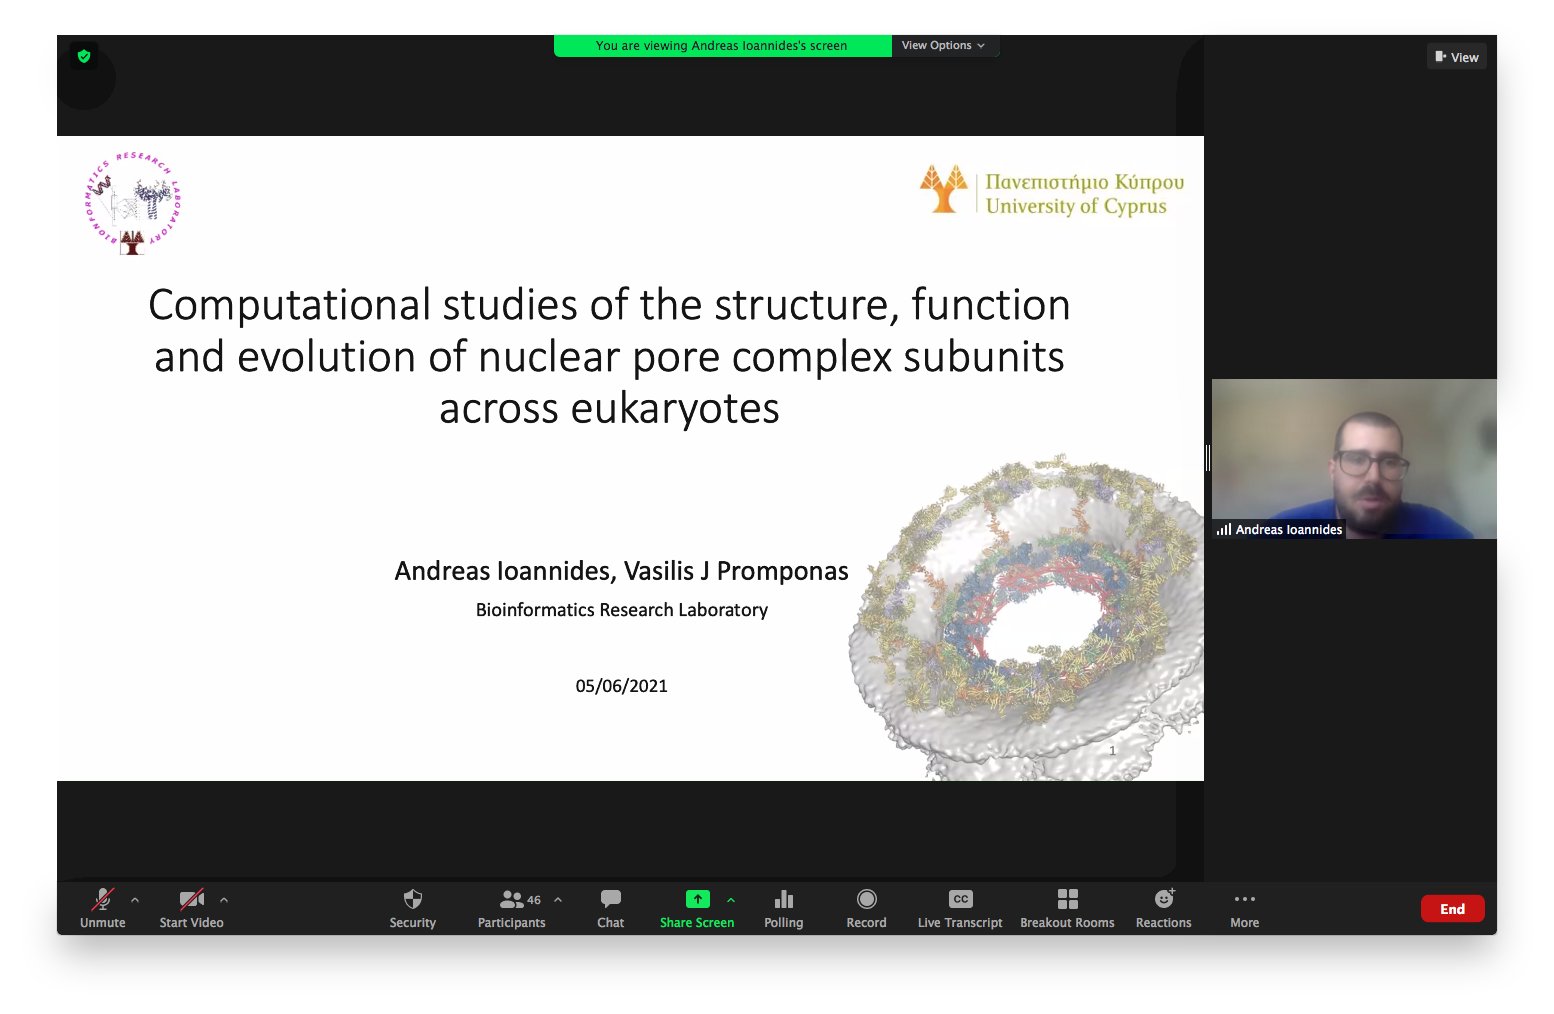 You are viewing Andreas Ioannides's screen
View Options
View
BIOINFORMATICS RESEARCH LABORATORY
Πανεπιστήμιο Κύπρου
University of Cyprus
Computational studies of the structure, function
and evolution of nuclear pore complex subunits
across eukaryotes
Andreas Ioannides, Vasilis J Promponas
Bioinformatics Research Laboratory
05/06/2021
1
Andreas Ioannides
Unmute
Start Video
Security
46
Participants
Chat
Share Screen
Polling
Record
CC
Live Transcript
Breakout Rooms
Reactions
More
End